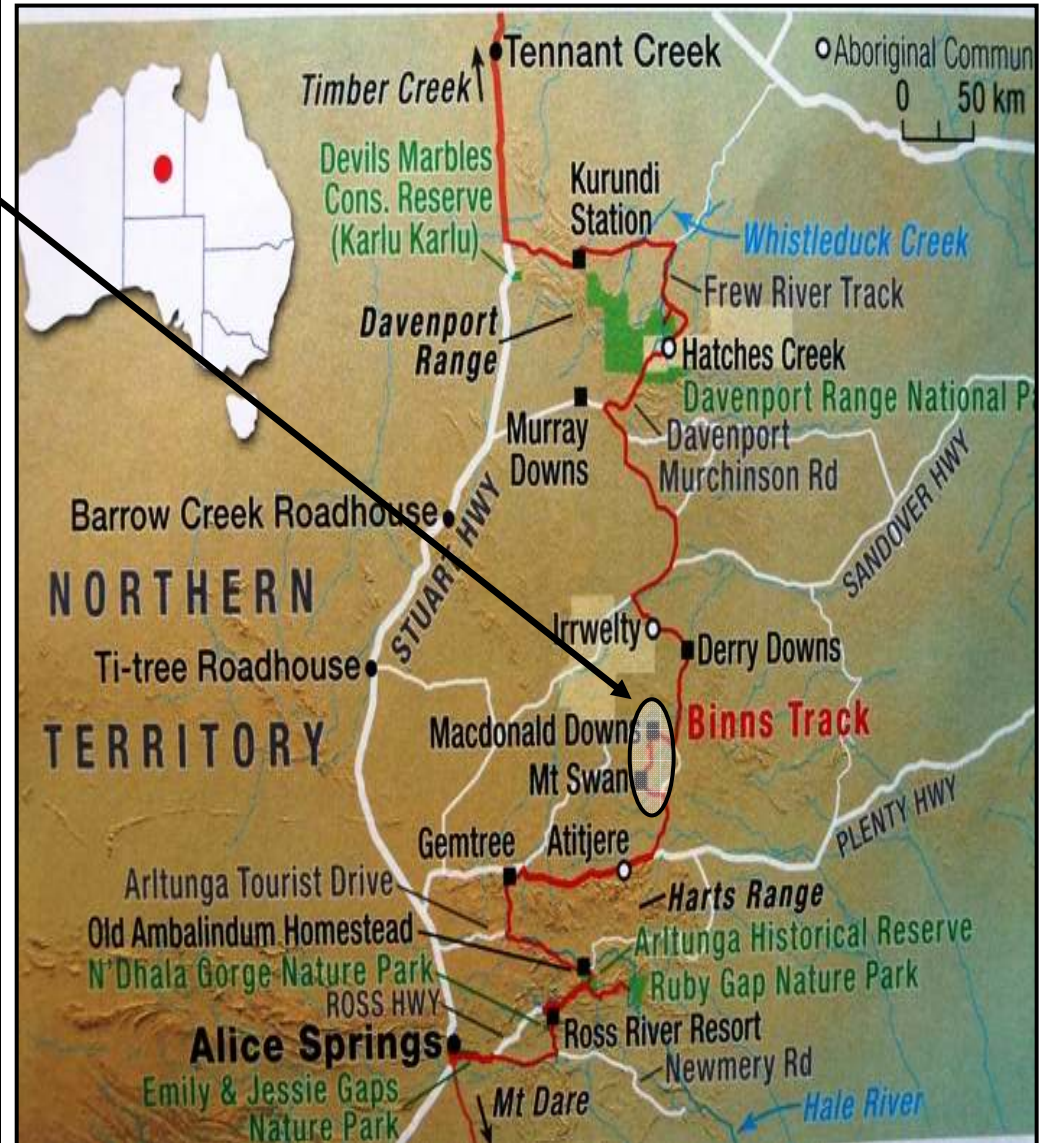 Tennant Creek
Aboriginal Commun
Timber Creek
0 50 km
Devils Marbles
Cons. Reserve
(Karlu Karlu)
Kurundi
Station
Whistleduck Creek
Frew River Track
Davenport
Range
Hatches Creek
Davenport Range National P
Murray
Downs
Davenport
Murchinson Rd
SANDOVER HWY
Barrow Creek Roadhouse
STUART HWY
NORTHERN
Irrwelty
Derry Downs
Ti-tree Roadhouse
Macdonald Downs
Binns Track
TERRITORY
Mt Swan
PLENTY HWY
Gemtree
Atitjere
Arltunga Tourist Drive
Harts Range
Old Ambalindum Homestead
Arltunga Historical Reserve
N'Dhala Gorge Nature Park
Ruby Gap Nature Park
ROSS HWY
Ross River Resort
Alice Springs
Newmery Rd
Emily & Jessie Gaps
Nature Park
Mt Dare
Hale River